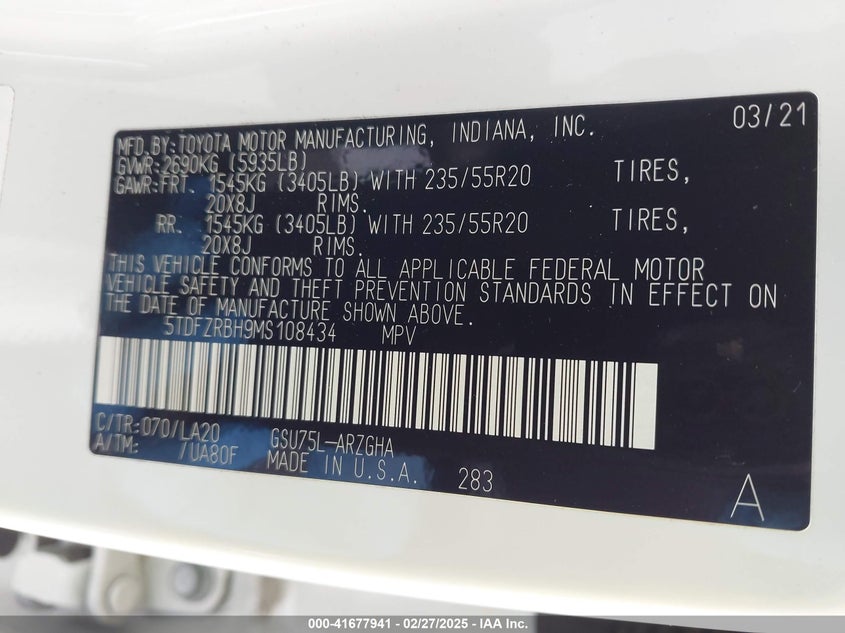 03/21
MFD.BY:TOYOTA MOTOR MANUFACTURING, INDIANA, INC.
GVWR:2690KG (5935LB)
GAWR:FRT. 1545KG (3405LB) WITH 235/55R20 TIRES,
20X8J RIMS.
RR. 1545KG (3405LB) WITH 235/55R20 TIRES,
20X8J RIMS.
THIS VEHICLE CONFORMS TO ALL APPLICABLE FEDERAL MOTOR
VEHICLE SAFETY AND THEFT PREVENTION STANDARDS IN EFFECT ON
THE DATE OF MANUFACTURE SHOWN ABOVE.
5TDFZRBH9MS108434 MPV
C/TR:070/LA20 GSU75L-ARZGHA
A/TM: /UA80F MADE IN U.S.A. 283
A
000-41677941 - 02/27/2025 - IAA Inc.